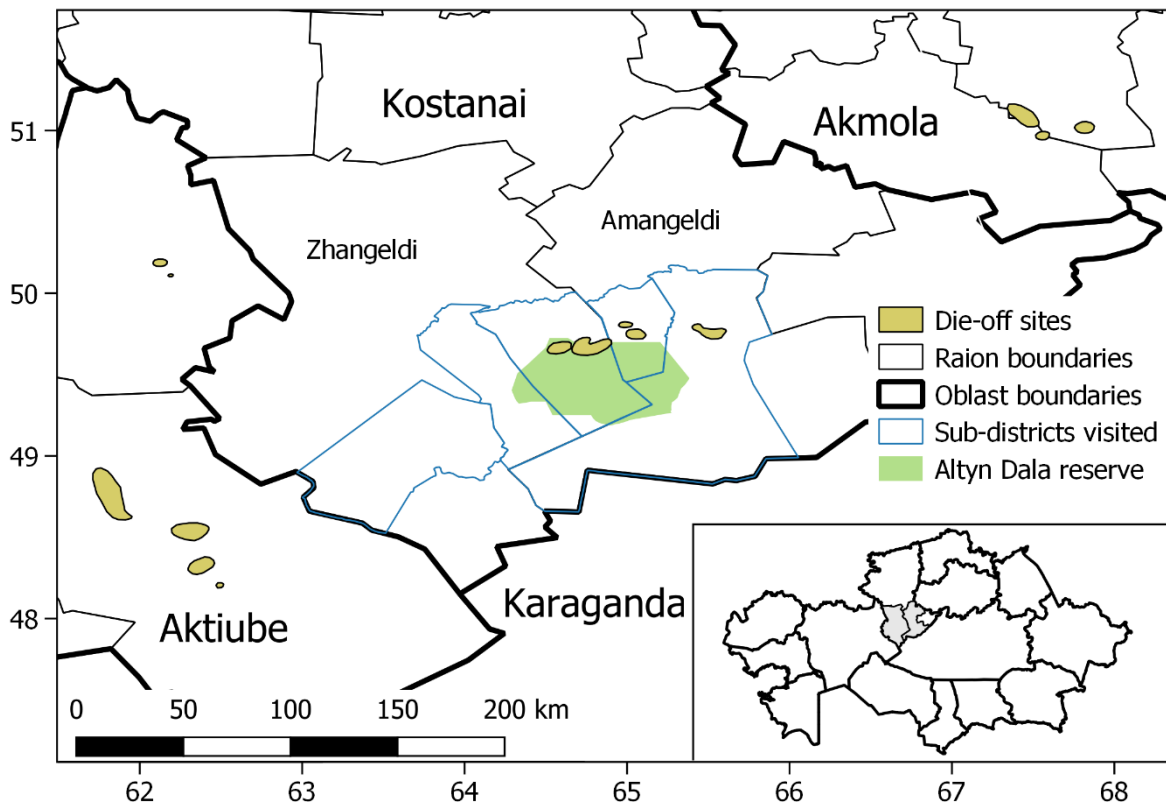 Kostanai
Akmola
51
Amangeldi
Zhangeldi
50
Die-off sites
Raion boundaries
Oblast boundaries
Sub-districts visited
Altyn Dala reserve
49
48
Karaganda
Aktiube
0 50 100 150 200 km
62 63 64 65 66 67 68